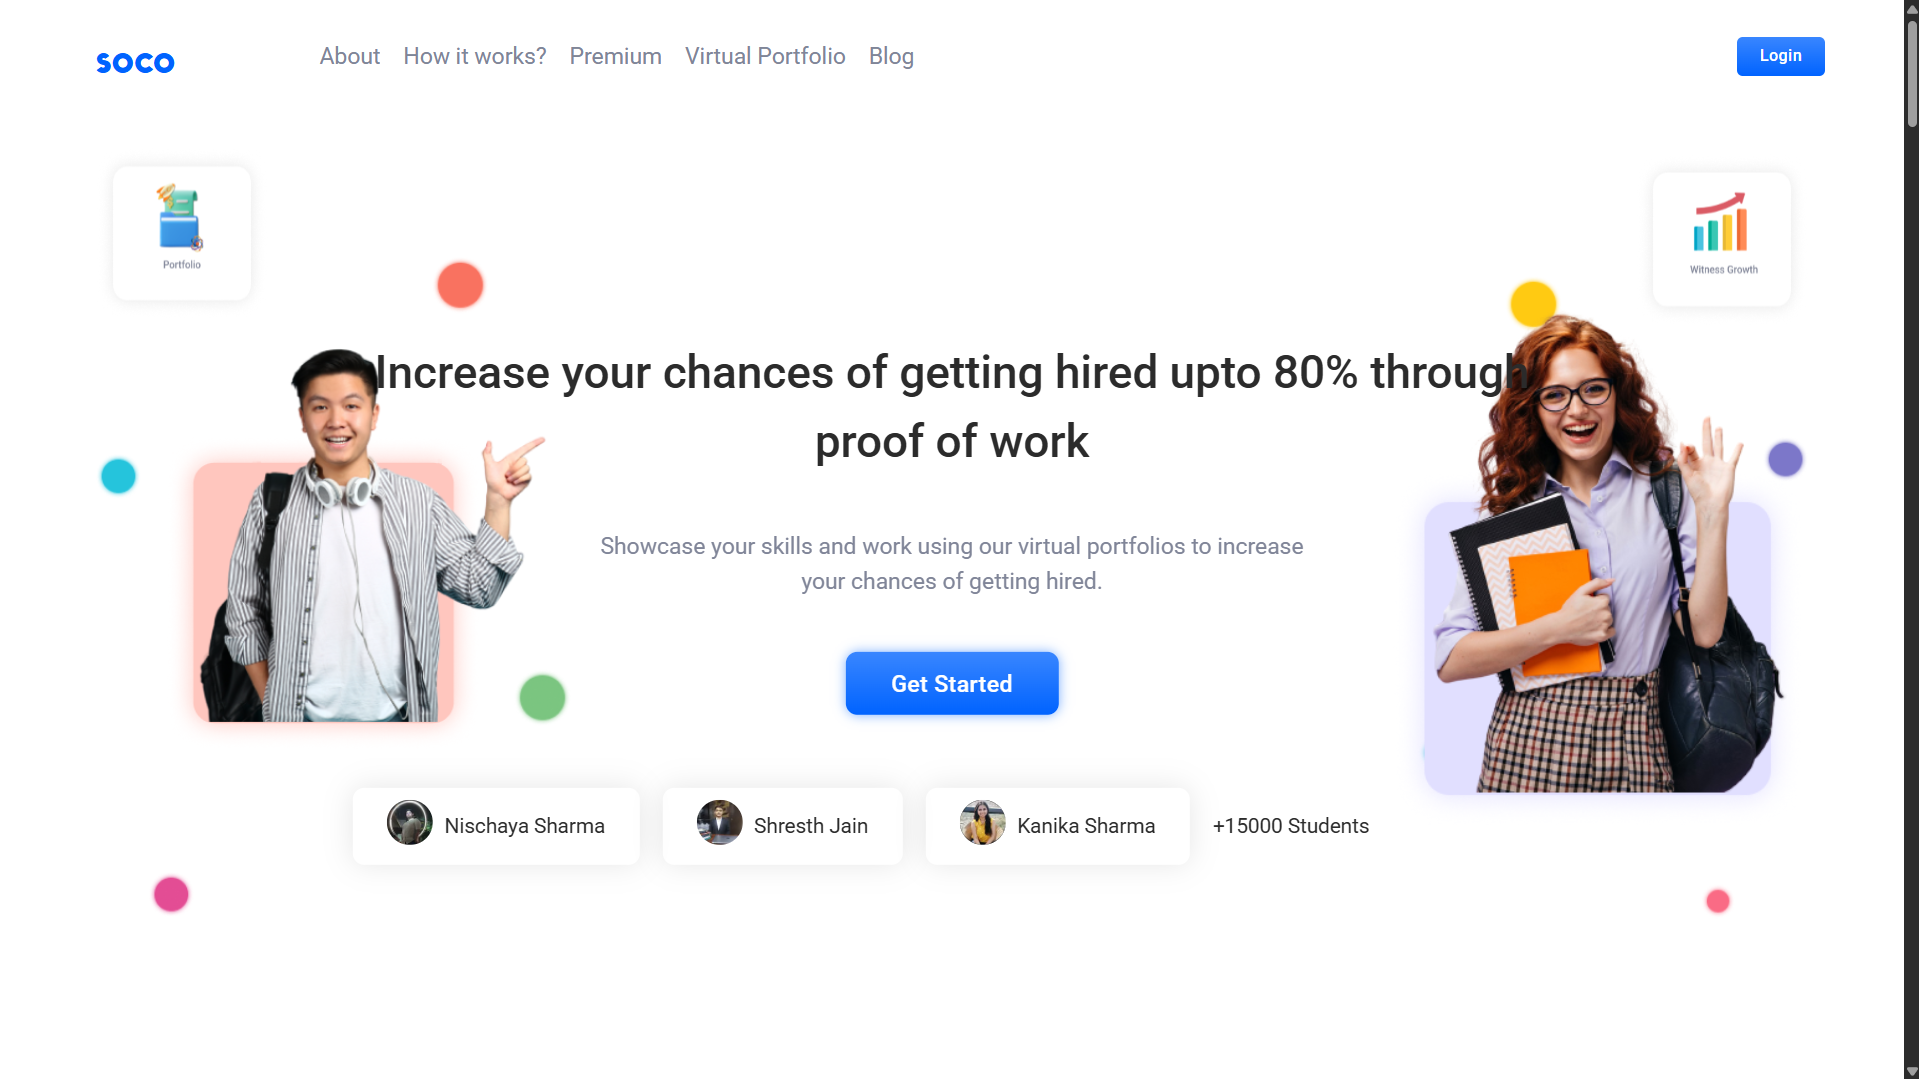 soco
About
How it works?
Premium
Virtual Portfolio
Blog
Login
Portfolio
Witness Growth
Increase your chances of getting hired upto 80% through
proof of work
Showcase your skills and work using our virtual portfolios to increase
your chances of getting hired.
Get Started
Nischaya Sharma
Shresth Jain
Kanika Sharma
+15000 Students